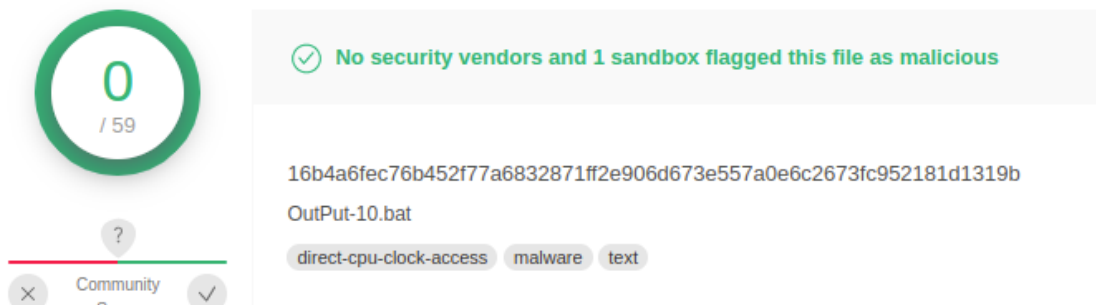 0
/ 59
No security vendors and 1 sandbox flagged this file as malicious
16b4a6fec76b452f77a6832871ff2e906d673e557a0e6c2673fc952181d1319b
OutPut-10.bat
direct-cpu-clock-access malware text
?
Community